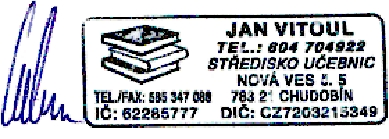 JAN VITOUL
TEL.: 604 704922
STŘEDISKO UČEBNIC
NOVÁ VES č. 5
TEL./FAX: 585 347 088 783 21 CHUDOBÍN
IČ: 62285777 DIČ: CZ7203215349